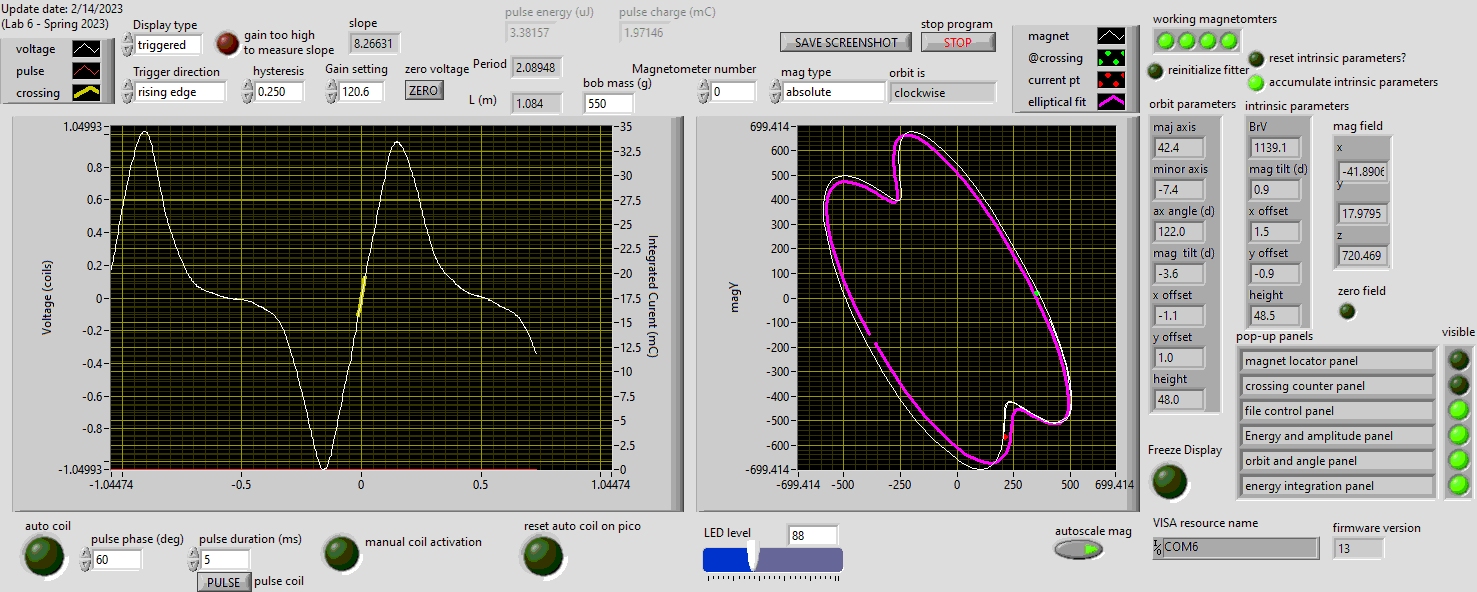 Update date: 2/14/2023
(Lab 6 - Spring 2023)
voltage
pulse
crossing
Display type
triggered
gain too high
to measure slope
slope
8.26631
Trigger direction
rising edge
hysteresis
0.250
Gain setting
120.6
zero voltage
ZERO
pulse energy (uJ)
3.38157
pulse charge (mC)
1.97146
Period
2.08948
L (m)
1.084
bob mass (g)
550
SAVE SCREENSHOT
stop program
STOP
Magnetometer number
0
mag type
absolute
orbit is
clockwise
magnet
@crossing
current pt
elliptical fit
working magnetomters
reinitialize fitter
reset intrinsic parameters?
accumulate intrinsic parameters
orbit parameters
maj axis
42.4
minor axis
-7.4
ax angle (d)
122.0
mag tilt (d)
-3.6
x offset
-1.1
y offset
1.0
height
48.0
intrinsic parameters
BrV
1139.1
mag tilt (d)
0.9
x offset
1.5
y offset
-0.9
height
48.5
mag field
x
-41.8906
y
17.9795
z
720.469
zero field
pop-up panels
visible
magnet locator panel
crossing counter panel
file control panel
Energy and amplitude panel
orbit and angle panel
energy integration panel
Freeze Display
Voltage (coils)
1.04993
0.8
0.6
0.4
0.2
0
-0.2
-0.4
-0.6
-0.8
-1.04993
-1.04474 -0.5 0 0.5 1.04474
35
32.5
30
27.5
25
22.5
20
17.5
15
12.5
10
7.5
5
2.5
0
Integrated Current (mC)
magY
699.414
600
500
400
300
200
100
0
-100
-200
-300
-400
-500
-600
-699.414
-699.414 -500 -250 0 250 500 699.414
auto coil
pulse phase (deg)
60
pulse duration (ms)
5
PULSE
pulse coil
manual coil activation
reset auto coil on pico
LED level
88
autoscale mag
VISA resource name
COM6
firmware version
13